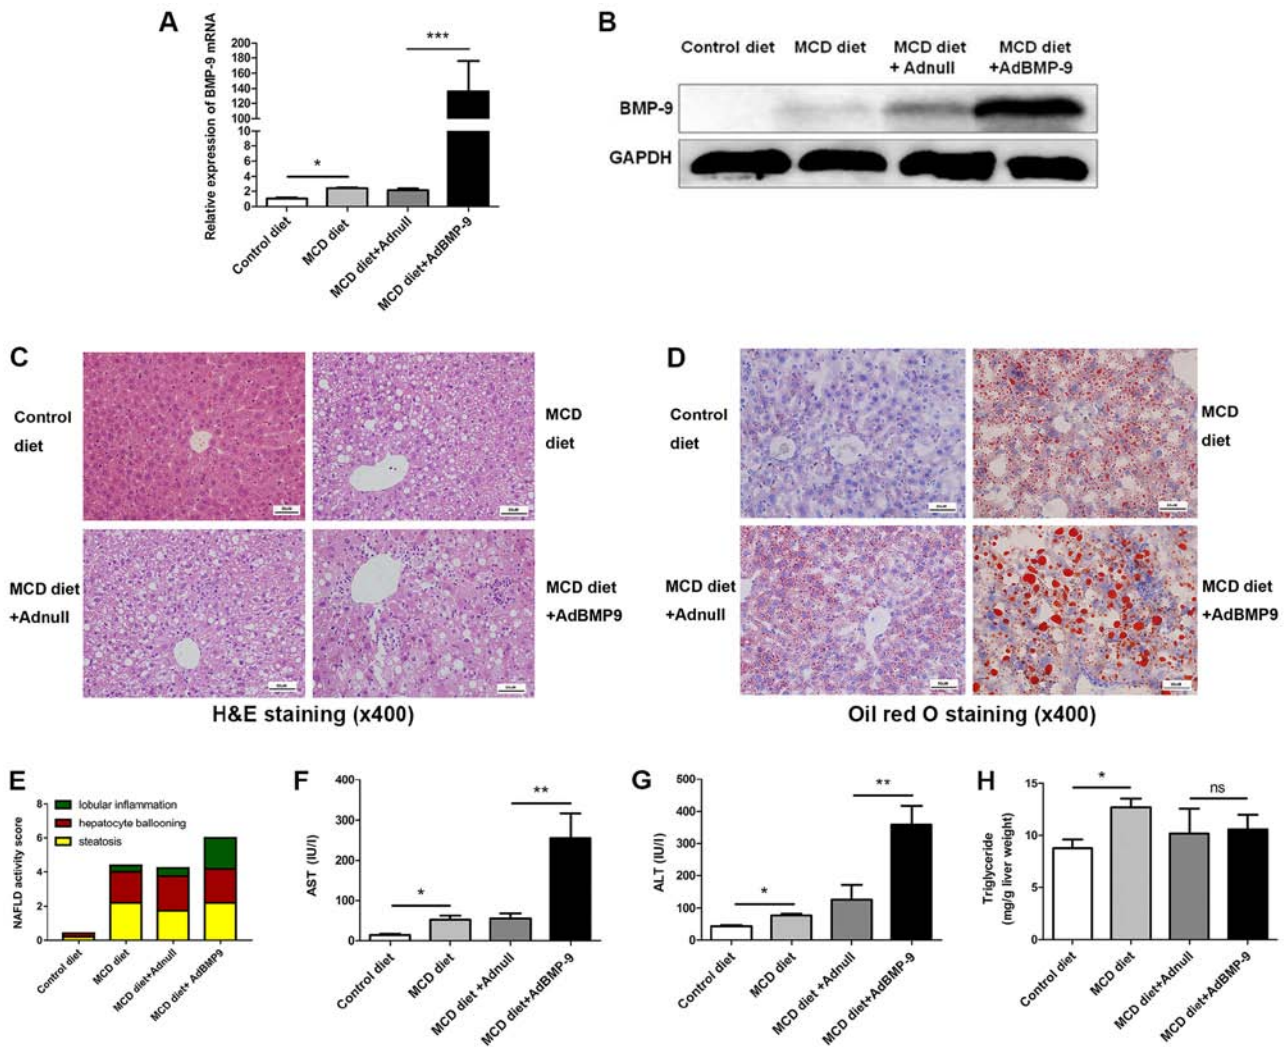 A
Relative expression of BMP-9 mRNA
200
180
160
140
120
100
10
8
6
4
2
0
*
***
Control diet
MCD diet
MCD diet+Adnull
MCD diet+AdBMP-9
B
Control diet
MCD diet
MCD diet
+ Adnull
MCD diet
+AdBMP-9
BMP-9
GAPDH
C
Control
diet
MCD
diet
MCD diet
+Adnull
MCD diet
+AdBMP9
H&E staining (x400)
D
Control
diet
MCD
diet
MCD diet
+Adnull
MCD diet
+AdBMP9
Oil red O staining (x400)
E
NAFLD activity score
8
6
4
2
0
lobular inflammation
hepatocyte ballooning
steatosis
Control diet
MCD diet
MCD diet+Adnull
MCD diet+ AdBMP9
F
AST (IU/l)
400
300
200
100
0
*
**
Control diet
MCD diet
MCD diet +Adnull
MCD diet+AdBMP-9
G
ALT (IU/l)
500
400
300
200
100
0
*
**
Control diet
MCD diet
MCD diet +Adnull
MCD diet+AdBMP-9
H
Triglyceride
(mg/g liver weight)
15
10
5
0
*
ns
Control diet
MCD diet
MCD diet+Adnull
MCD diet+AdBMP-9